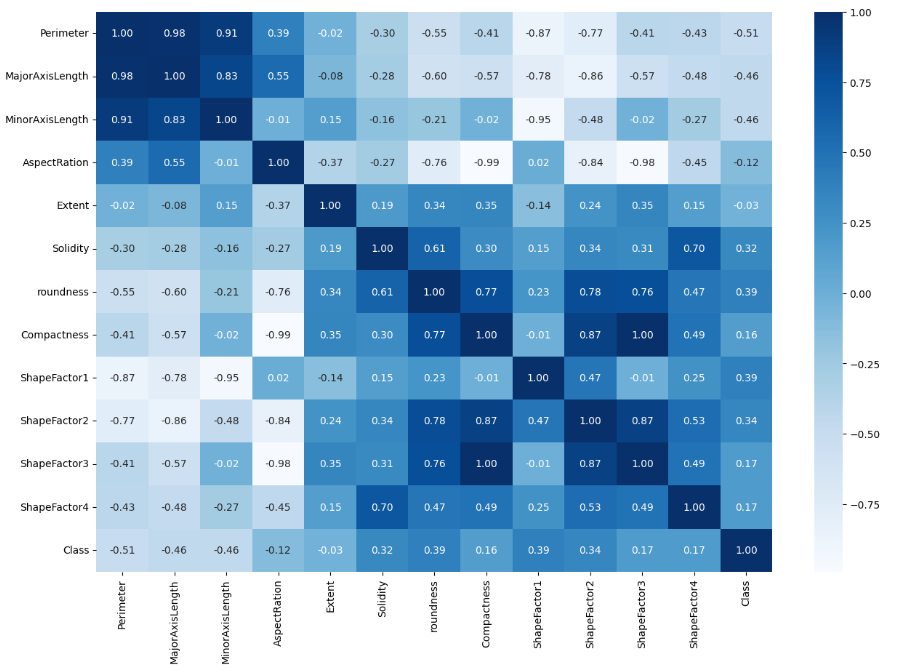 Perimeter 1.00 0.98 0.91 0.39 -0.02 -0.30 -0.55 -0.41 -0.87 -0.77 -0.41 -0.43 -0.51
MajorAxisLength 0.98 1.00 0.83 0.55 -0.08 -0.28 -0.60 -0.57 -0.78 -0.86 -0.57 -0.48 -0.46
MinorAxisLength 0.91 0.83 1.00 -0.01 0.15 -0.16 -0.21 -0.02 -0.95 -0.48 -0.02 -0.27 -0.46
AspectRation 0.39 0.55 -0.01 1.00 -0.37 -0.27 -0.76 -0.99 0.02 -0.84 -0.98 -0.45 -0.12
Extent -0.02 -0.08 0.15 -0.37 1.00 0.19 0.34 0.35 -0.14 0.24 0.35 0.15 -0.03
Solidity -0.30 -0.28 -0.16 -0.27 0.19 1.00 0.61 0.30 0.15 0.34 0.31 0.70 0.32
roundness -0.55 -0.60 -0.21 -0.76 0.34 0.61 1.00 0.77 0.23 0.78 0.76 0.47 0.39
Compactness -0.41 -0.57 -0.02 -0.99 0.35 0.30 0.77 1.00 -0.01 0.87 1.00 0.49 0.16
ShapeFactor1 -0.87 -0.78 -0.95 0.02 -0.14 0.15 0.23 -0.01 1.00 0.47 -0.01 0.25 0.39
ShapeFactor2 -0.77 -0.86 -0.48 -0.84 0.24 0.34 0.78 0.87 0.47 1.00 0.87 0.53 0.34
ShapeFactor3 -0.41 -0.57 -0.02 -0.98 0.35 0.31 0.76 1.00 -0.01 0.87 1.00 0.49 0.17
ShapeFactor4 -0.43 -0.48 -0.27 -0.45 0.15 0.70 0.47 0.49 0.25 0.53 0.49 1.00 0.17
Class -0.51 -0.46 -0.46 -0.12 -0.03 0.32 0.39 0.16 0.39 0.34 0.17 0.17 1.00
Perimeter
MajorAxisLength
MinorAxisLength
AspectRation
Extent
Solidity
roundness
Compactness
ShapeFactor1
ShapeFactor2
ShapeFactor3
ShapeFactor4
Class
1.00
0.75
0.50
0.25
0.00
−0.25
−0.50
−0.75